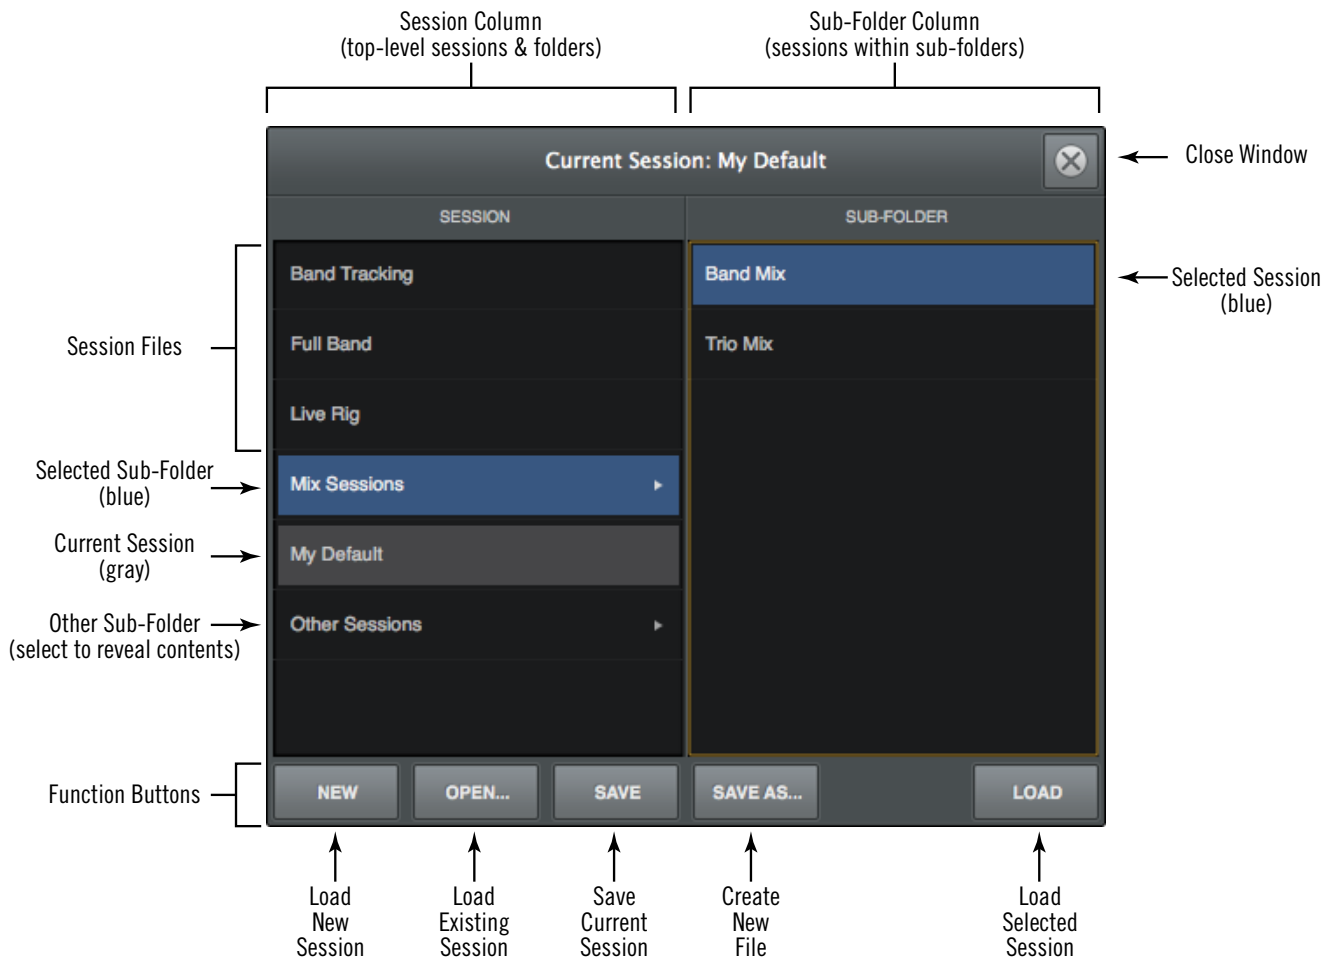 Session Column
(top-level sessions & folders)
Sub-Folder Column
(sessions within sub-folders)
Current Session: My Default
Close Window
SESSION
SUB-FOLDER
Band Tracking
Band Mix
Selected Session
(blue)
Session Files
Full Band
Trio Mix
Live Rig
Selected Sub-Folder
(blue)
Mix Sessions
Current Session
(gray)
My Default
Other Sub-Folder
(select to reveal contents)
Other Sessions
Function Buttons
NEW
OPEN...
SAVE
SAVE AS...
LOAD
Load
New
Session
Load
Existing
Session
Save
Current
Session
Create
New
File
Load
Selected
Session